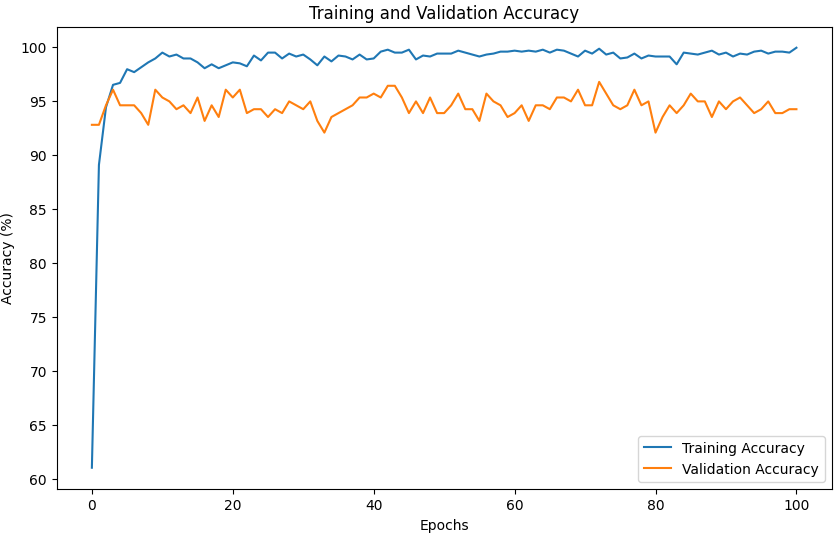 Training and Validation Accuracy
100
95
90
85
80
75
70
65
60
Accuracy (%)
Training Accuracy
Validation Accuracy
0 20 40 60 80 100
Epochs